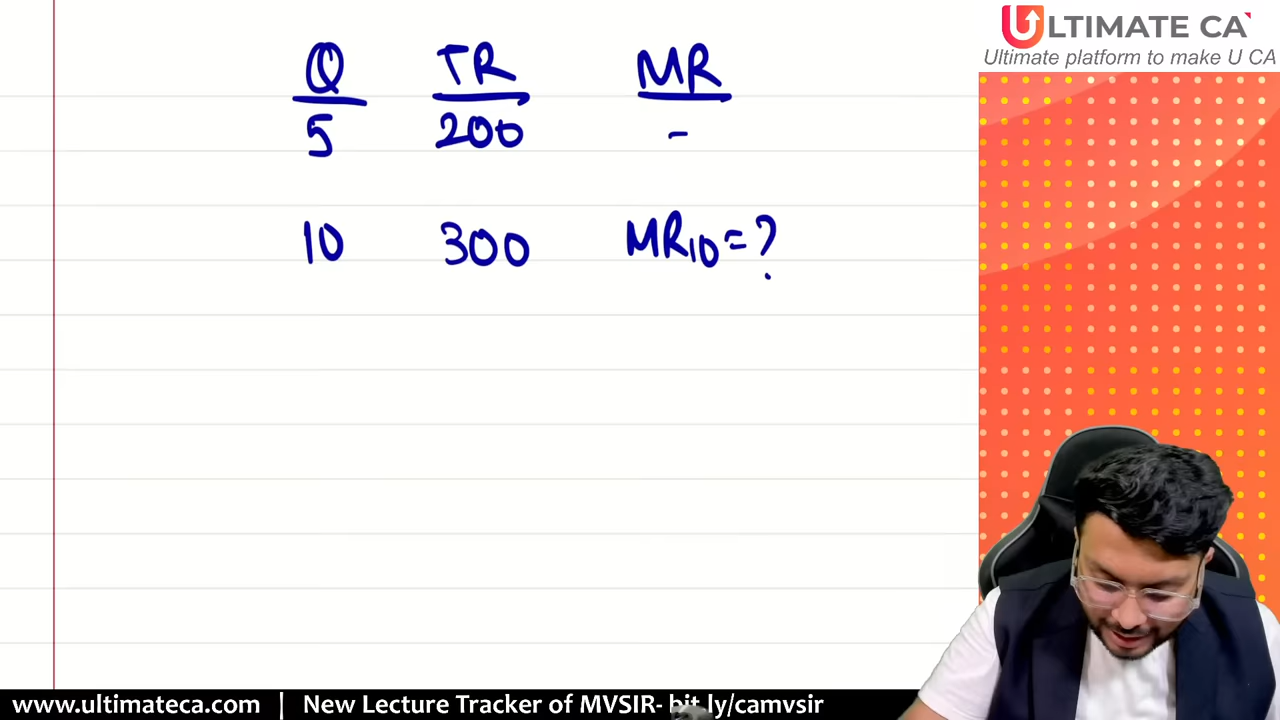 Q TR MR
5 200 -
10 300 MR10 = ?
ULTIMATE CA
Ultimate platform to make U CA
www.ultimateca.com | New Lecture Tracker of MVSIR- bit.ly/camvsir